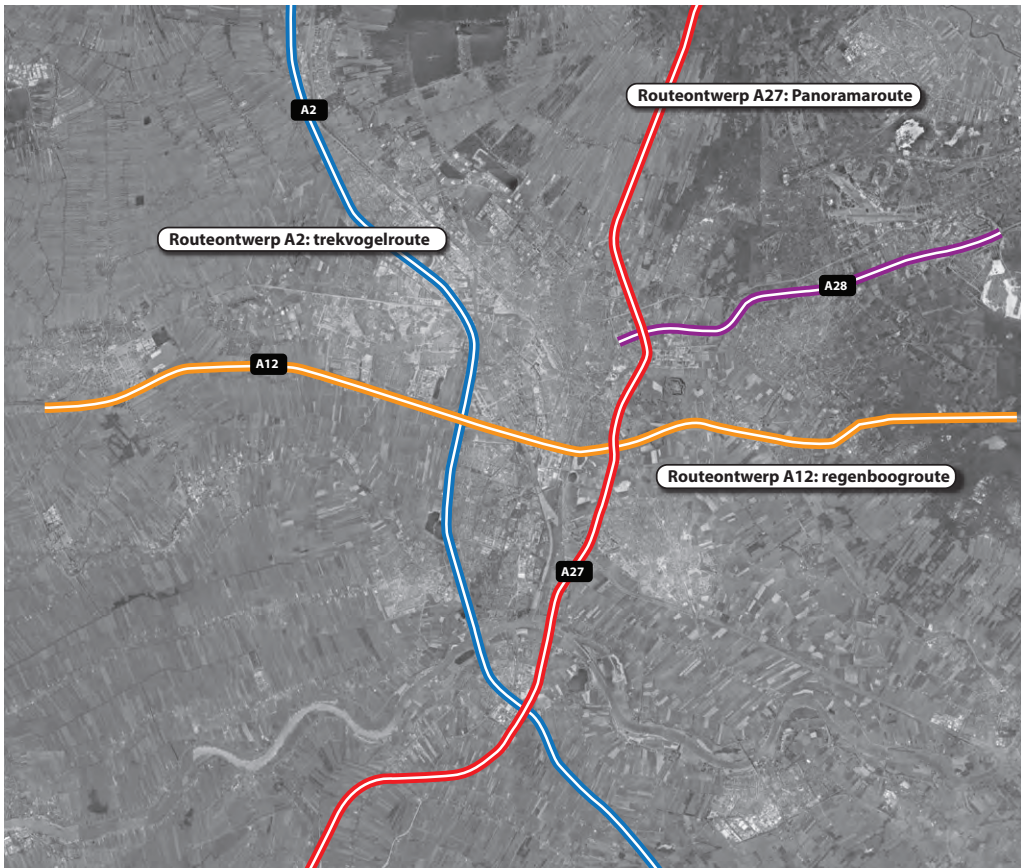 Routeontwerp A27: Panoramaroute
A2
Routeontwerp A2: trekvogelroute
A28
A12
Routeontwerp A12: regenboogroute
A27